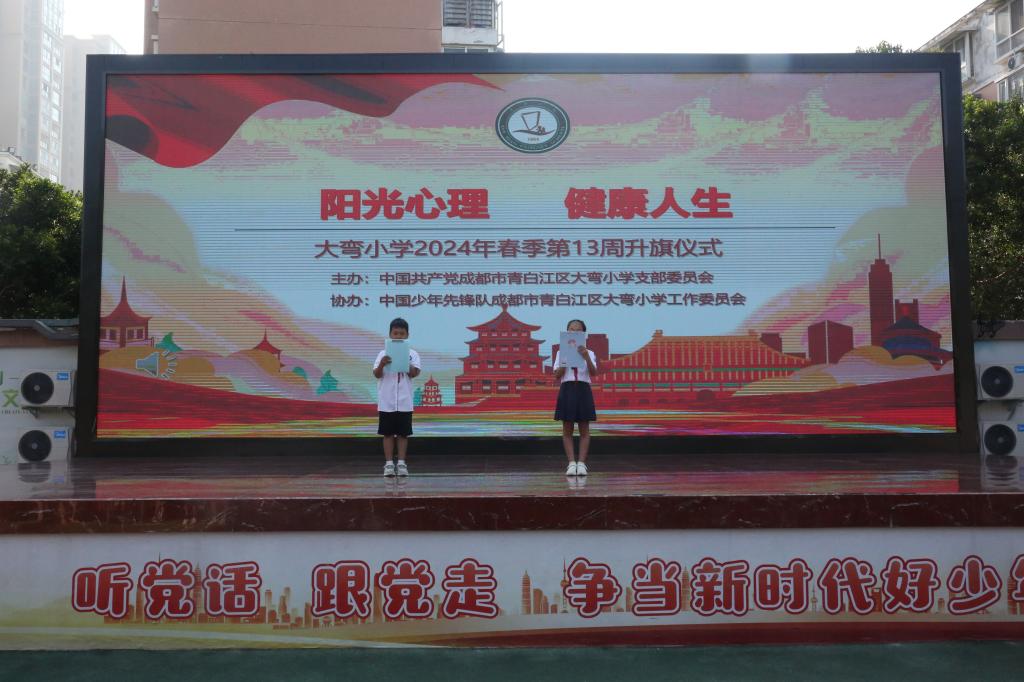 阳光心理 健康人生
大弯小学2024年春季第13周升旗仪式
主办：中国共产党成都市青白江区大弯小学支部委员会
协办：中国少年先锋队成都市青白江区大弯小学工作委员会
听党话 跟党走 争当新时代好少年